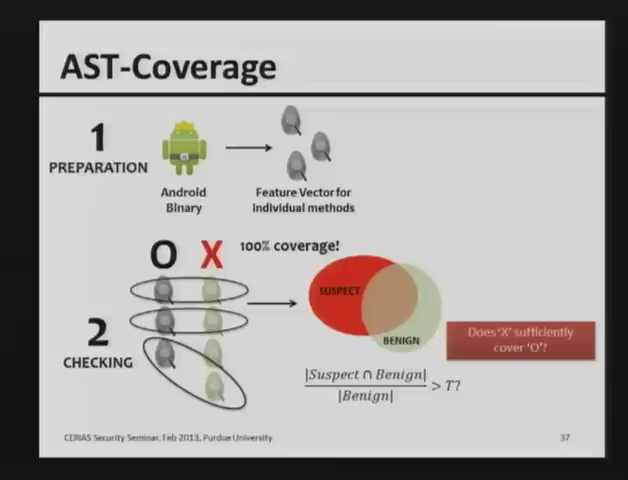 AST-Coverage
1
PREPARATION
Android
Binary
Feature Vector for
Individual methods
O X
100% coverage!
2
CHECKING
SUSPECT
BENIGN
Does 'X' sufficiently
cover 'O'?
|Suspect ∩ Benign|
|Benign|
> T?
CERIAS Security Seminar, Feb 2013, Purdue University
37